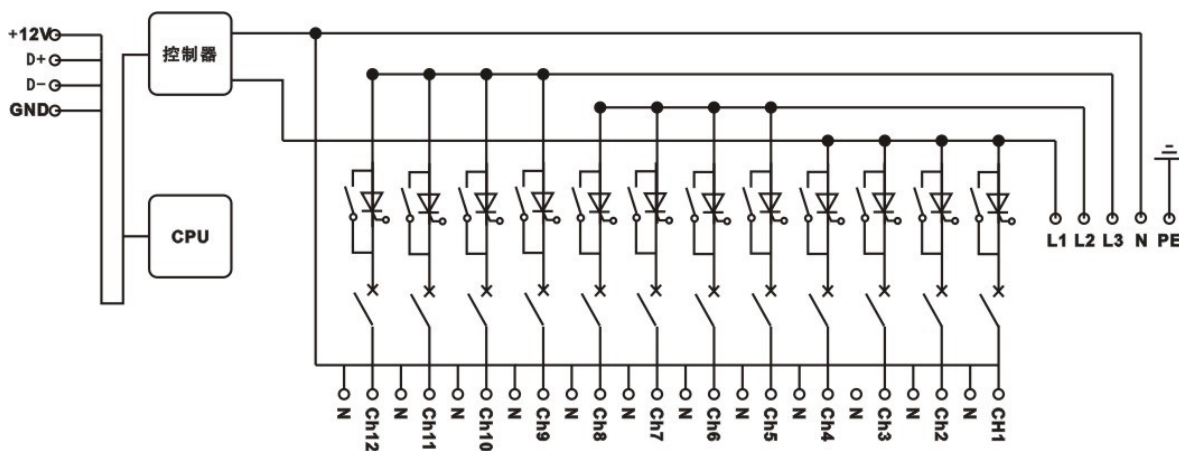 +12V
D+
D-
GND
控制器
CPU
L1 L2 L3 N PE
N Ch12 N Ch11 N Ch10 N Ch9 N Ch8 N Ch7 N Ch6 N Ch5 N Ch4 N Ch3 N Ch2 N CH1